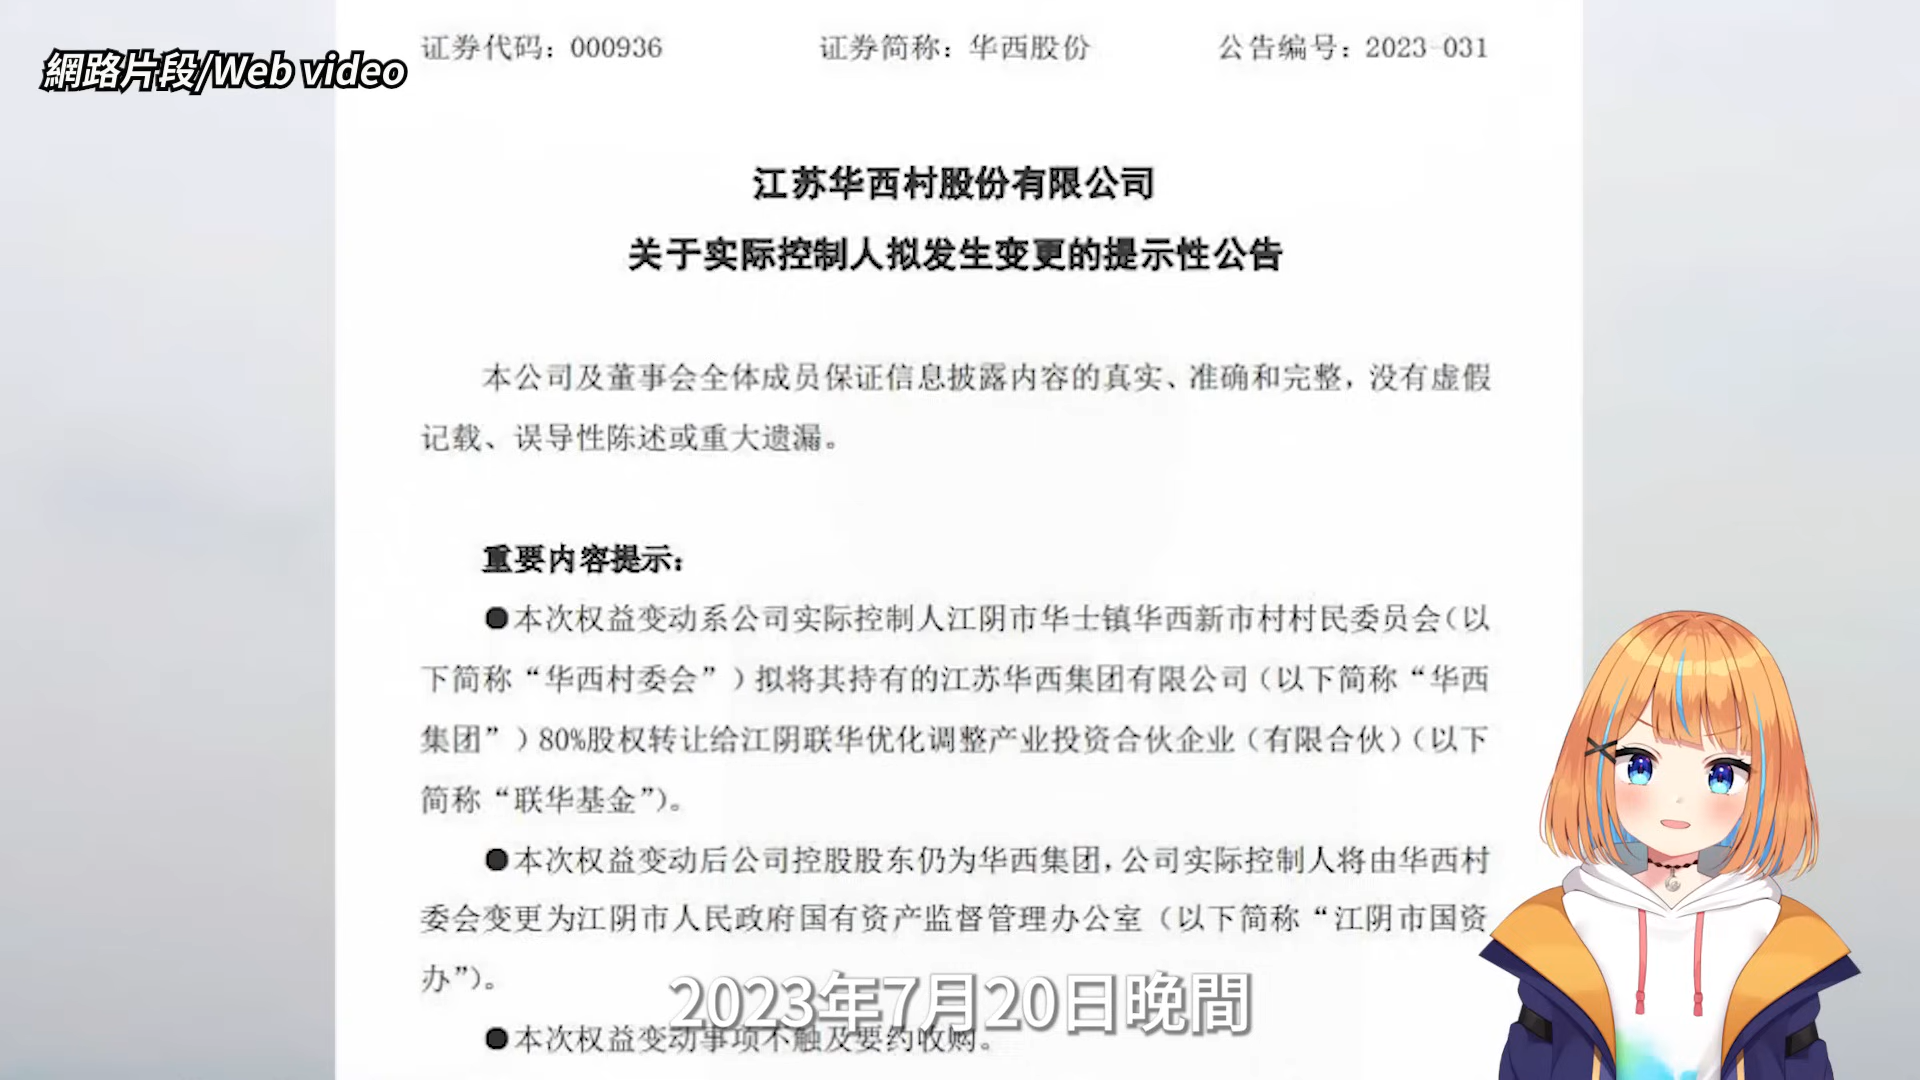 網路片段/Web video
证券代码：000936 证券简称：华西股份 公告编号：2023-031
江苏华西村股份有限公司
关于实际控制人拟发生变更的提示性公告
本公司及董事会全体成员保证信息披露内容的真实、准确和完整，没有虚假
记载、误导性陈述或重大遗漏。
重要内容提示：
●本次权益变动系公司实际控制人江阴市华士镇华西新市村村民委员会（以
下简称“华西村委会”）拟将其持有的江苏华西集团有限公司（以下简称“华西
集团”）80%股权转让给江阴联华优化调整产业投资合伙企业（有限合伙）（以下
简称“联华基金”）。
●本次权益变动后公司控股股东仍为华西集团，公司实际控制人将由华西村
委会变更为江阴市人民政府国有资产监督管理办公室（以下简称“江阴市国资
办”）。
●本次权益变动事项不触及要约收购。
2023年7月20日晚間